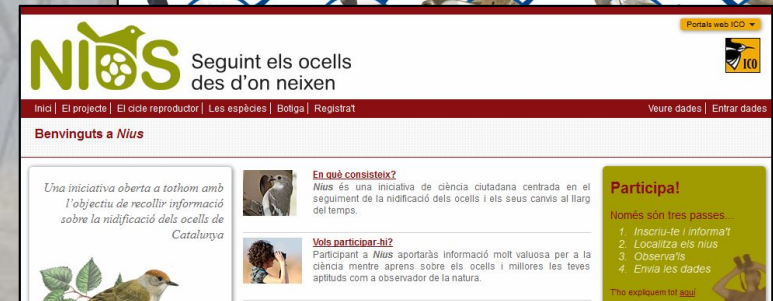 Portals web ICO
NIUS
Seguint els ocells
des d'on neixen
ICO
Inici | El projecte | El cicle reproductor | Les espècies | Botiga | Registra't
Veure dades | Entrar dades
Benvinguts a Nius
Una iniciativa oberta a tothom amb
l'objectiu de recollir informació
sobre la nidificació dels ocells de
Catalunya
En què consisteix?
Nius és una iniciativa de ciència ciutadana centrada en el
seguiment de la nidificació dels ocells i els seus canvis al llarg
del temps.
Vols participar-hi?
Participant a Nius aportaràs informació molt valuosa per a la
ciència mentre aprens sobre els ocells i millores les teves
aptituds com a observador de la natura.
Participa!
Només són tres passes...
1. Inscriu-te i informa't
2. Localitza els nius
3. Observa'ls
4. Envia les dades
T'ho expliquem tot aquí